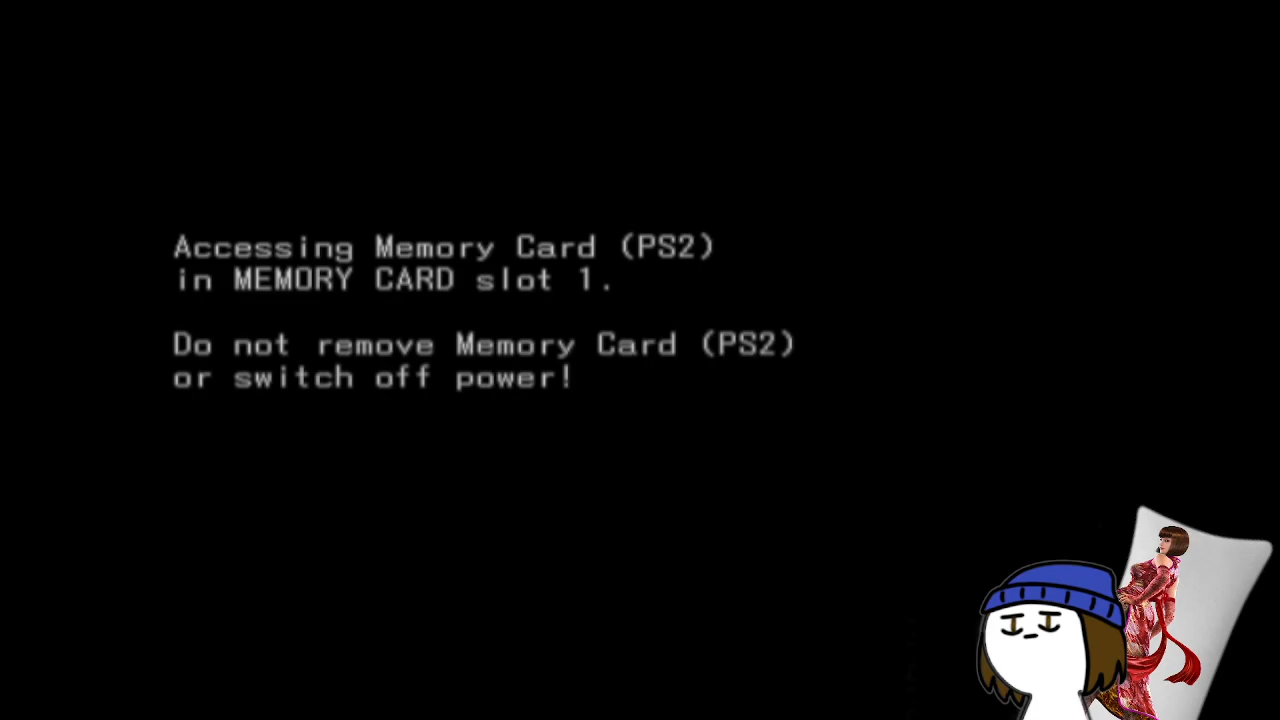 Accessing Memory Card (PS2)
in MEMORY CARD slot 1.
Do not remove Memory Card (PS2)
or switch off power!